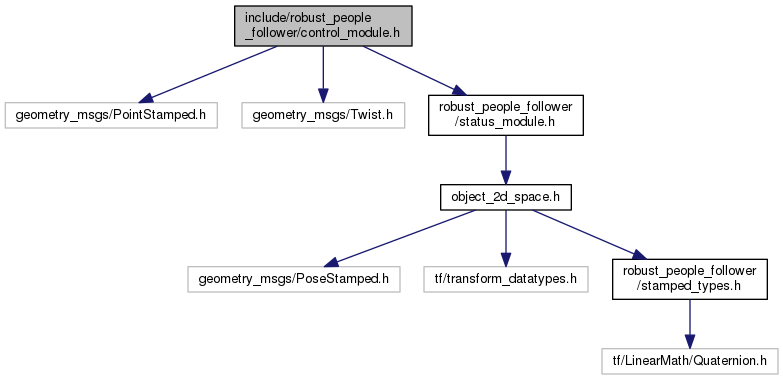 include/robust_people
_follower/control_module.h
geometry_msgs/PointStamped.h
geometry_msgs/Twist.h
robust_people_follower
/status_module.h
object_2d_space.h
geometry_msgs/PoseStamped.h
tf/transform_datatypes.h
robust_people_follower
/stamped_types.h
tf/LinearMath/Quaternion.h